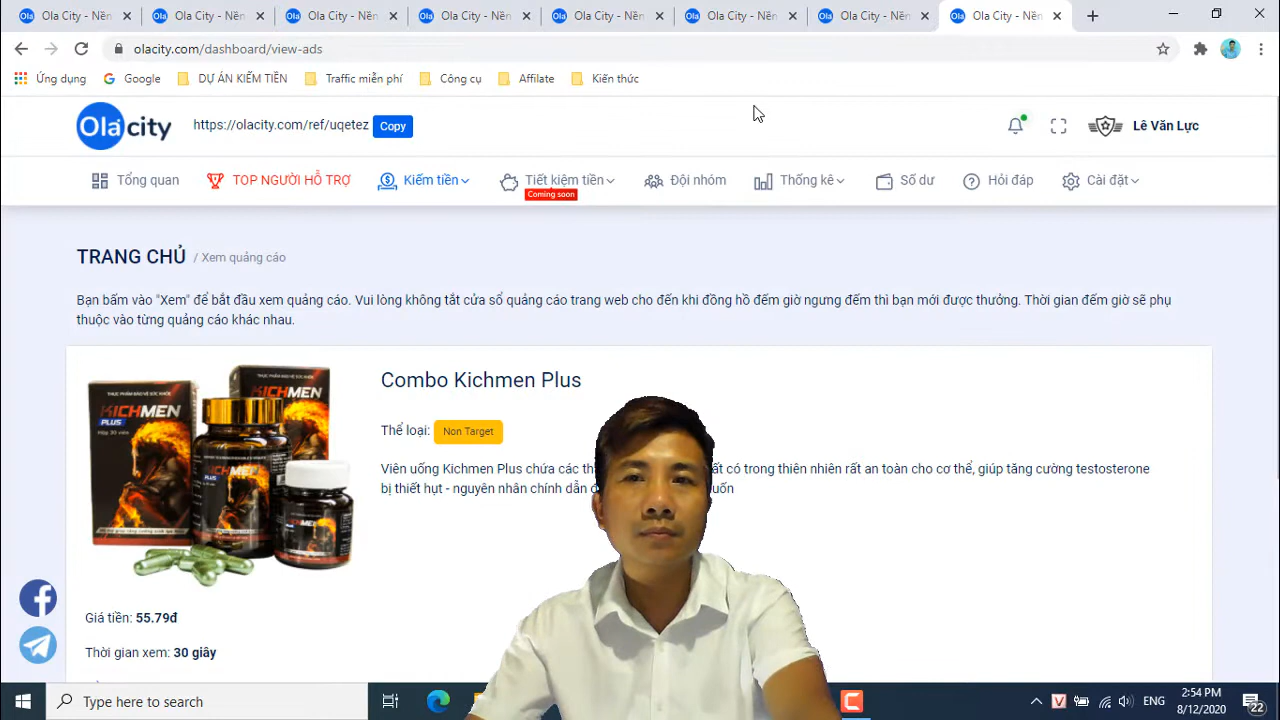 Ola City - Nền
Ola City - Nền
Ola City - Nền
Ola City - Nền
Ola City - Nền
Ola City - Nền
Ola City - Nền
Ola City - Nền
olacity.com/dashboard/view-ads
Ứng dụng
Google
DỰ ÁN KIẾM TIỀN
Traffic miễn phí
Công cụ
Affilate
Kiến thức
Ola city
https://olacity.com/ref/uqetez
Copy
Lê Văn Lực
Tổng quan
TOP NGƯỜI HỖ TRỢ
Kiếm tiền
Tiết kiệm tiền
Coming soon
Đội nhóm
Thống kê
Số dư
Hỏi đáp
Cài đặt
TRANG CHỦ / Xem quảng cáo
Bạn bấm vào "Xem" để bắt đầu xem quảng cáo. Vui lòng không tắt cửa sổ quảng cáo trang web cho đến khi đồng hồ đếm giờ ngưng đếm thì bạn mới được thưởng. Thời gian đếm giờ sẽ phụ
thuộc vào từng quảng cáo khác nhau.
KICHMEN
PLUS
KICHMEN
Combo Kichmen Plus
Thể loại: Non Target
Viên uống Kichmen Plus chứa các có trong thiên nhiên rất an toàn cho cơ thể, giúp tăng cường testosterone
bị thiết hụt - nguyên nhân chính dẫn muốn
Giá tiền: 55.79đ
Thời gian xem: 30 giây
Type here to search
ENG
2:54 PM
8/12/2020
22